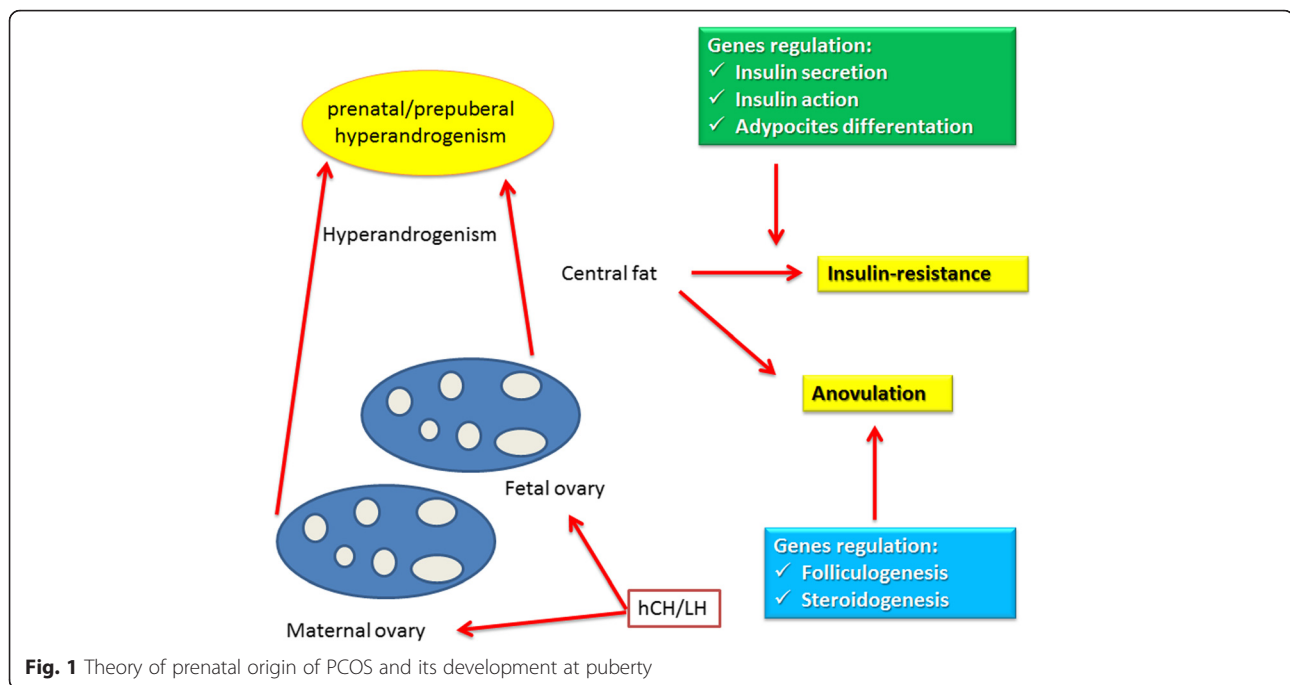 Genes regulation:
✓ Insulin secretion
✓ Insulin action
✓ Adypocites differentation
prenatal/prepuberal
hyperandrogenism
Hyperandrogenism
Central fat
Insulin-resistance
Anovulation
Fetal ovary
Genes regulation:
✓ Folliculogenesis
✓ Steroidogenesis
hCH/LH
Maternal ovary
Fig. 1 Theory of prenatal origin of PCOS and its development at puberty